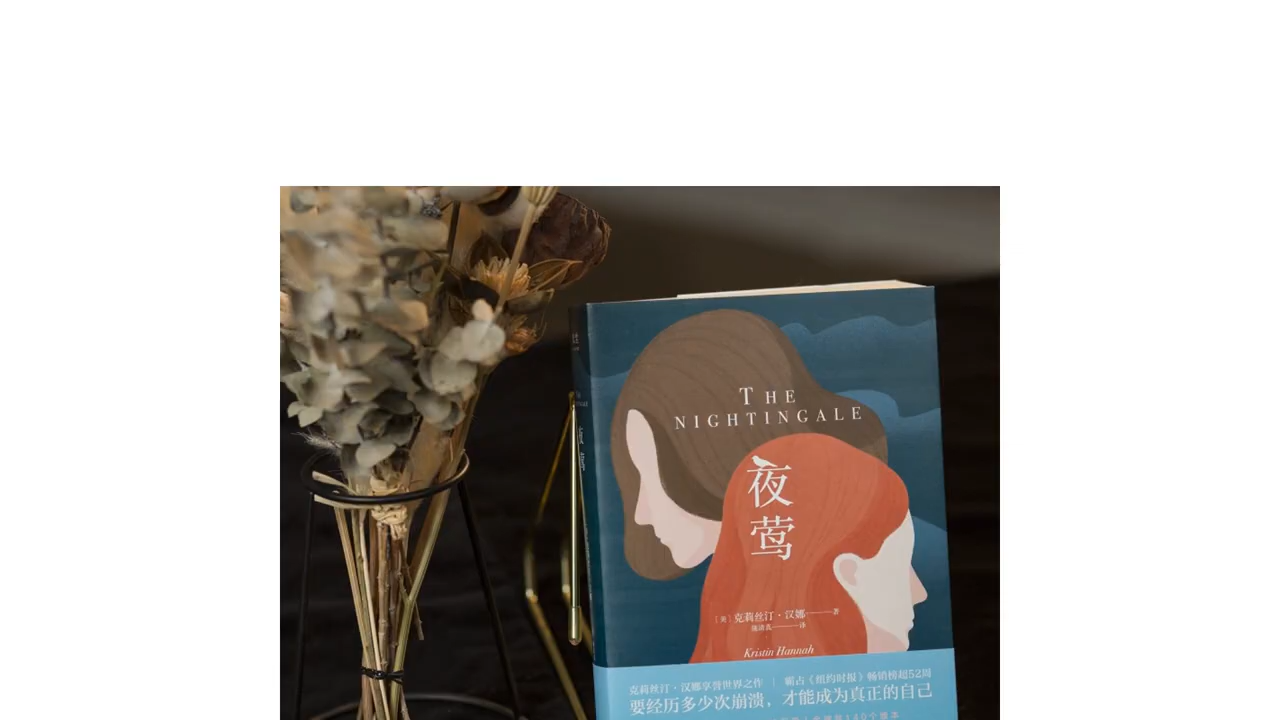 THE
NIGHTINGALE
夜
莺
[美] 克莉丝汀·汉娜——著
Kristin Hannah
克莉丝汀·汉娜享誉世界之作 | 霸占《纽约时报》畅销榜超52周
要经历多少次崩溃，才能成为真正的自己
夜
莺